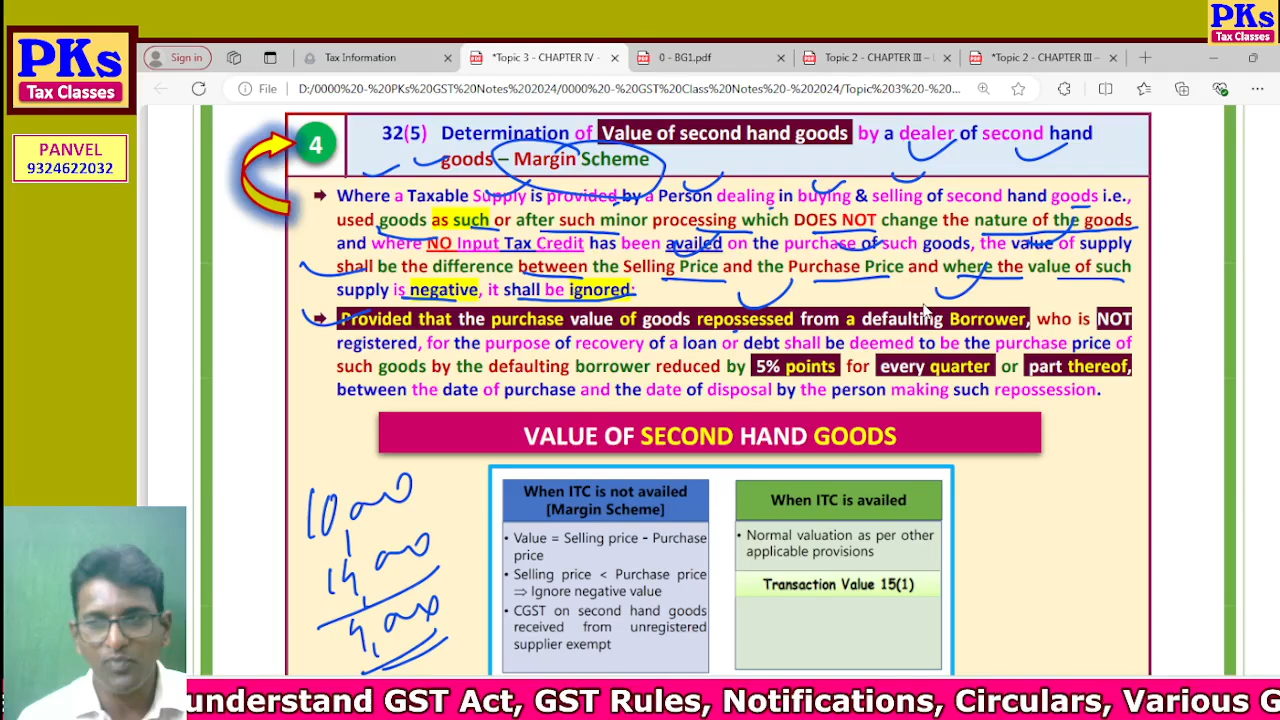 PKs
Tax Classes
PKs
Tax Classes
PANVEL
9324622032
Sign in
Tax Information
*Topic 3 - CHAPTER IV -
0 - BG1.pdf
Topic 2 - CHAPTER III – L
*Topic 2 - CHAPTER III –
File
D:/0000%20-%20PKs%20GST%20Notes%202024/0000%20-%20GST%20Class%20Notes%20-%202024/Topic%203%20-%20...
4
32(5) Determination of Value of second hand goods by a dealer of second hand
goods – Margin Scheme
Where a Taxable Supply is provided by a Person dealing in buying & selling of second hand goods i.e.,
used goods as such or after such minor processing which DOES NOT change the nature of the goods
and where NO Input Tax Credit has been availed on the purchase of such goods, the value of supply
shall be the difference between the Selling Price and the Purchase Price and where the value of such
supply is negative, it shall be ignored:
Provided that the purchase value of goods repossessed from a defaulting Borrower, who is NOT
registered, for the purpose of recovery of a loan or debt shall be deemed to be the purchase price of
such goods by the defaulting borrower reduced by 5% points for every quarter or part thereof,
between the date of purchase and the date of disposal by the person making such repossession.
VALUE OF SECOND HAND GOODS
When ITC is not availed
[Margin Scheme]
• Value = Selling price - Purchase
price
• Selling price < Purchase price
⇒ Ignore negative value
• CGST on second hand goods
received from unregistered
supplier exempt
When ITC is availed
• Normal valuation as per other
applicable provisions
Transaction Value 15(1)
understand GST Act, GST Rules, Notifications, Circulars, Various G